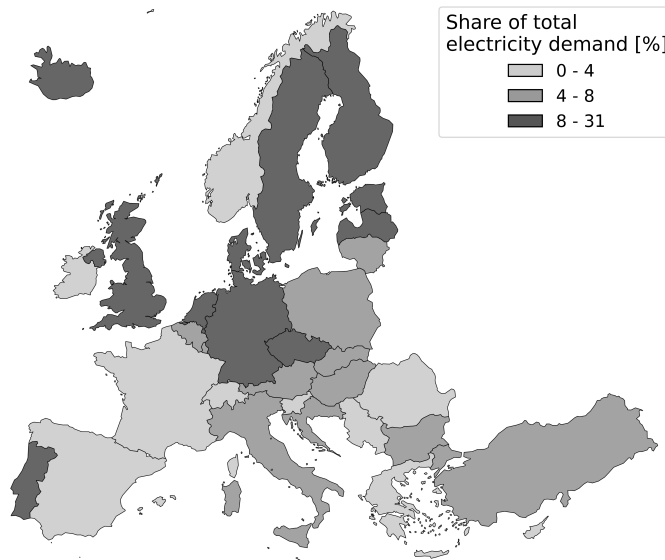 Share of total
electricity demand [%]
0 - 4
4 - 8
8 - 31